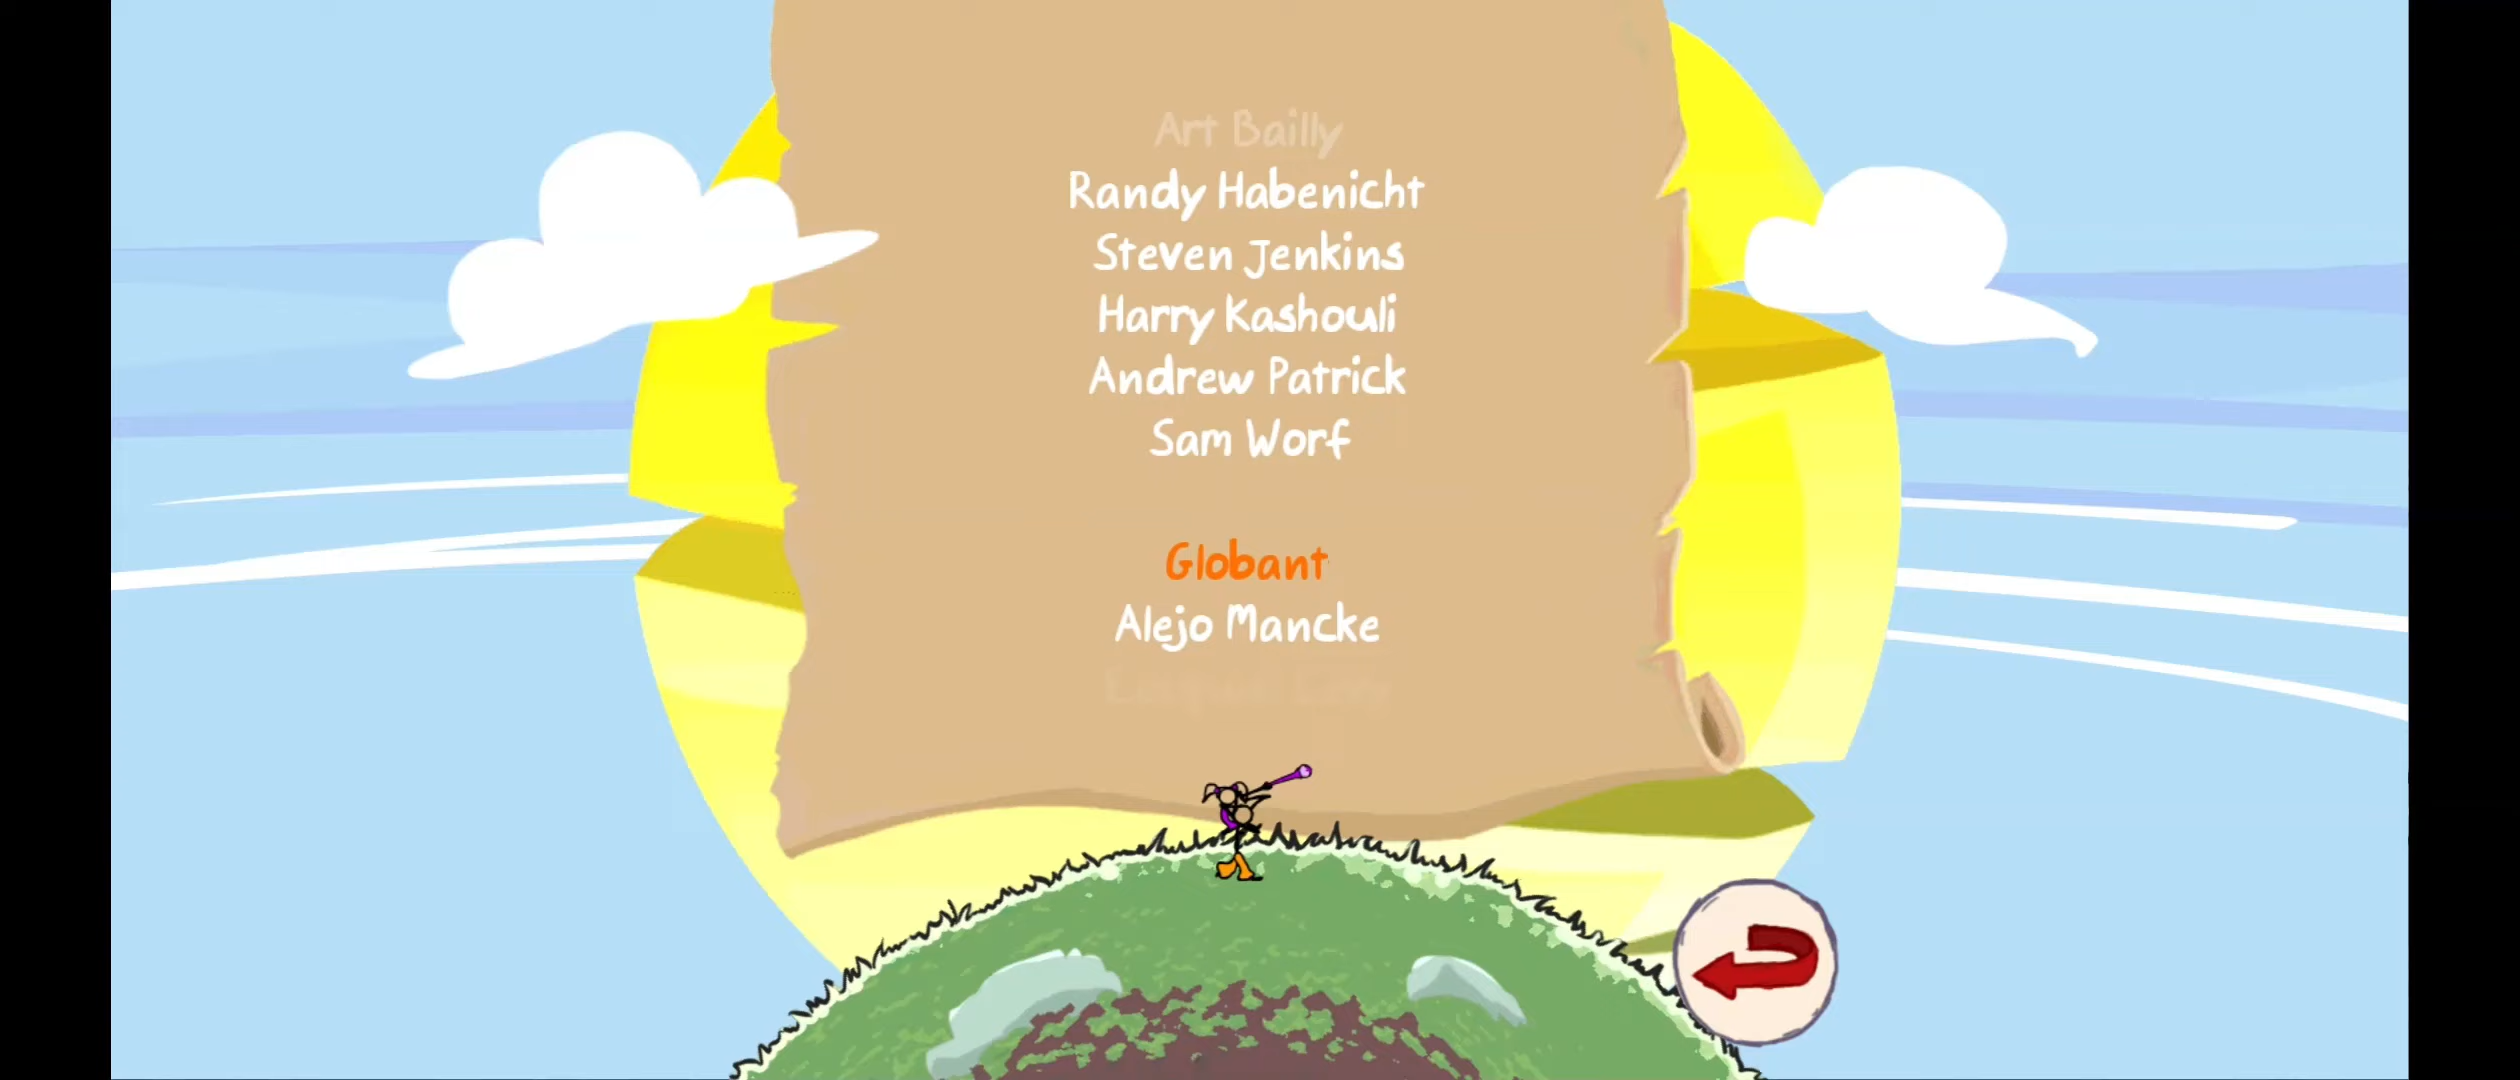 Art Bailly
Randy Habenicht
Steven Jenkins
Harry Kashouli
Andrew Patrick
Sam Worf
Globant
Alejo Mancke